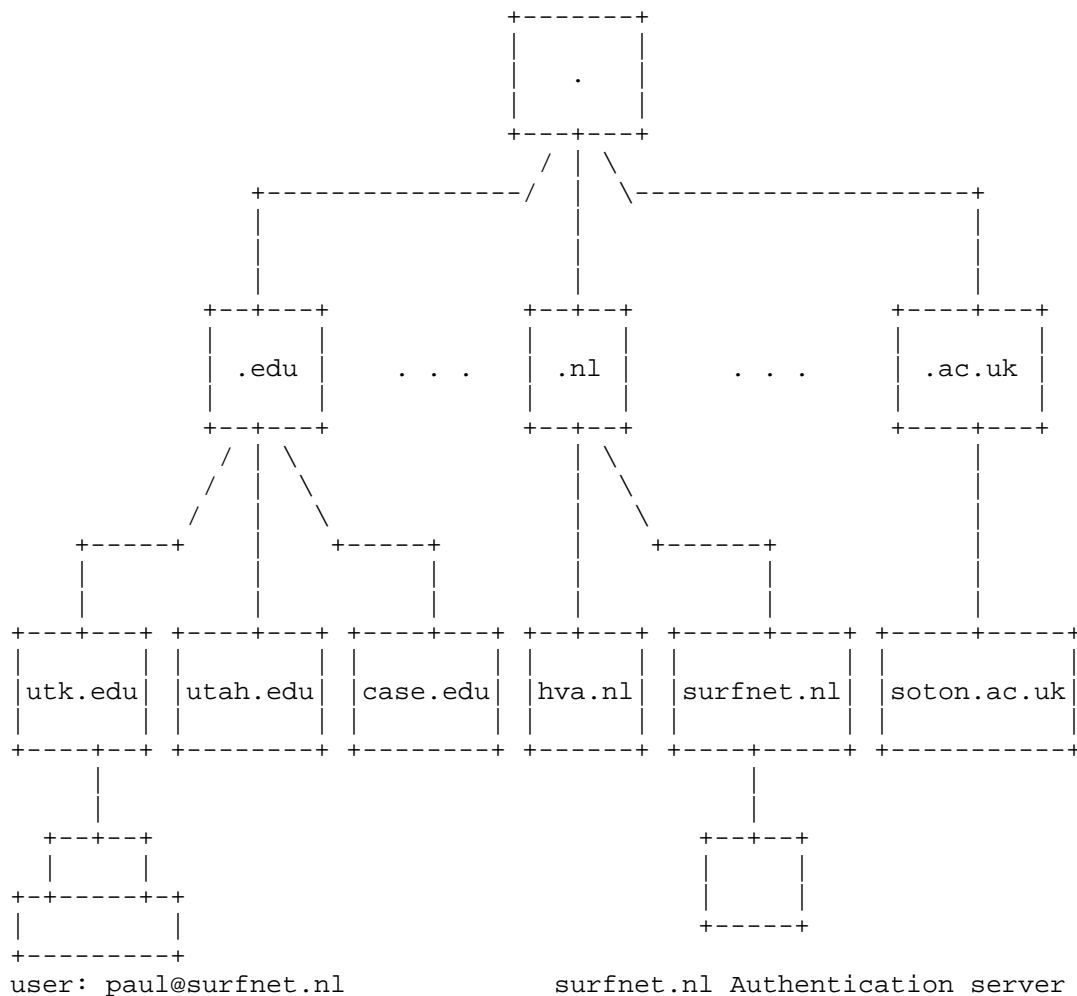 .
.edu . . . .nl . . . .ac.uk
utk.edu utah.edu case.edu hva.nl surfnet.nl soton.ac.uk
user: paul@surfnet.nl surfnet.nl Authentication server